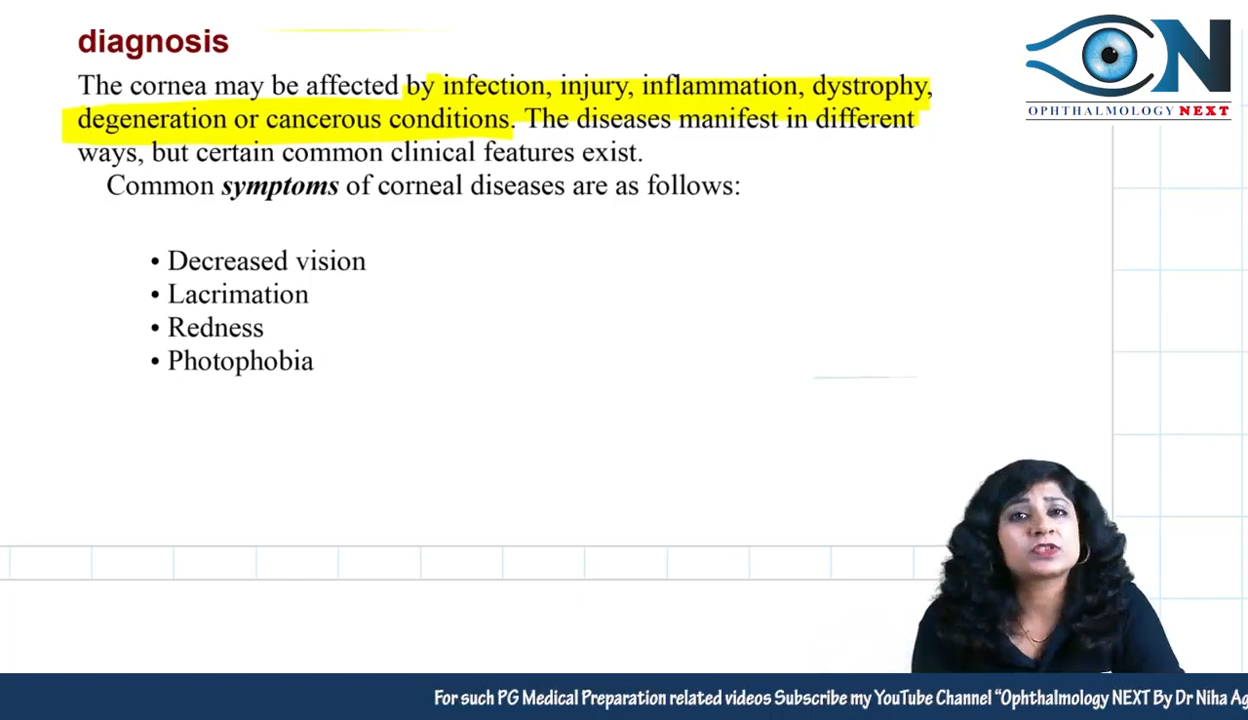 diagnosis
The cornea may be affected by infection, injury, inflammation, dystrophy,
degeneration or cancerous conditions. The diseases manifest in different
ways, but certain common clinical features exist.
Common symptoms of corneal diseases are as follows:
• Decreased vision
• Lacrimation
• Redness
• Photophobia
N
OPHTHALMOLOGY NEXT
For such PG Medical Preparation related videos Subscribe my YouTube Channel “Ophthalmology NEXT By Dr Niha Ag